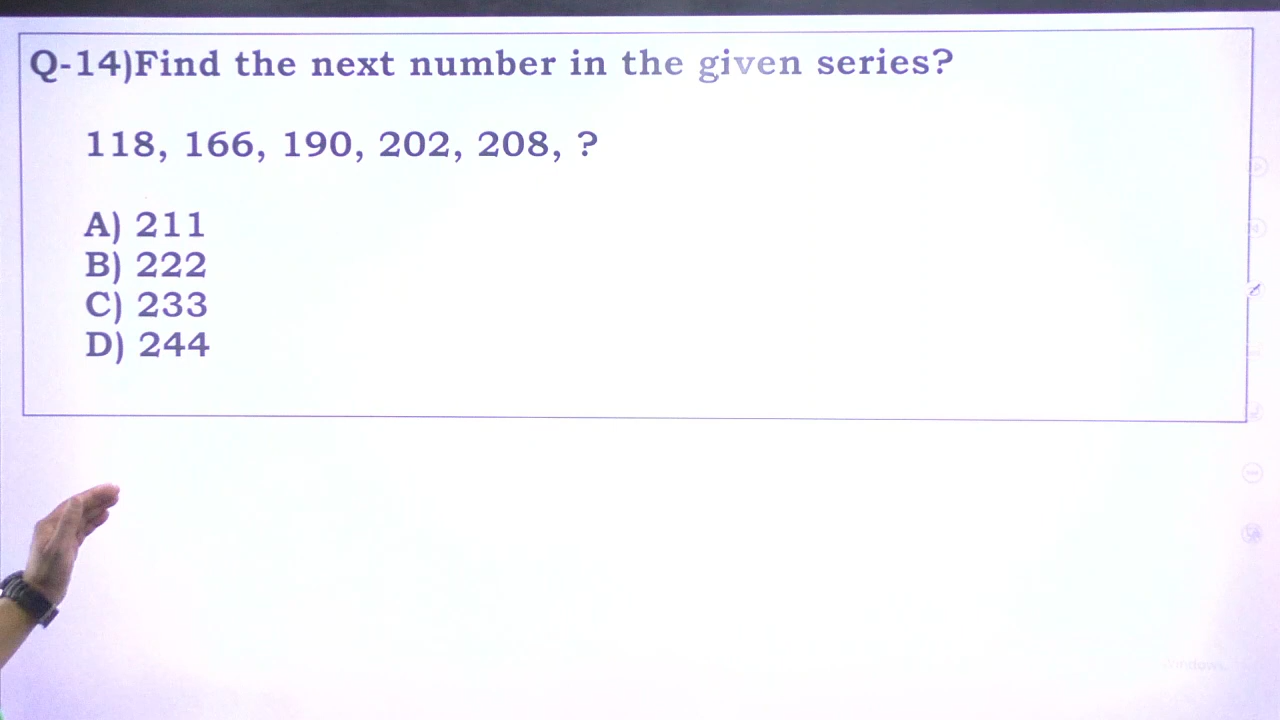 Q-14)Find the next number in the given series?
118, 166, 190, 202, 208, ?
A) 211
B) 222
C) 233
D) 244